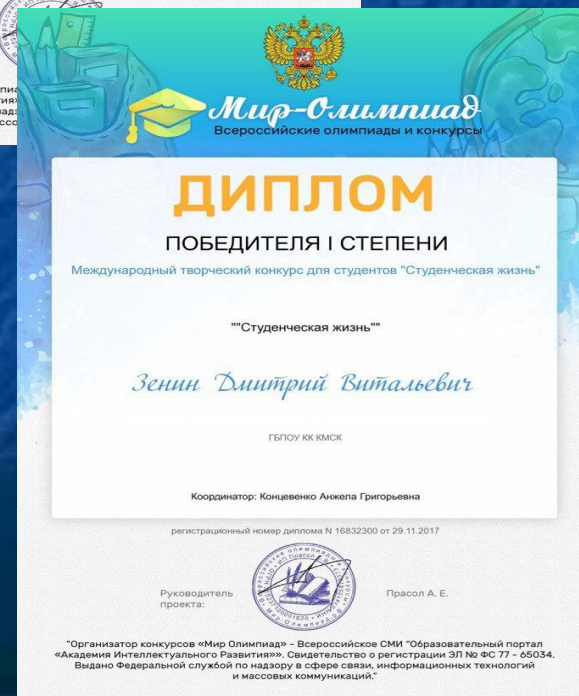 Мир-Олимпиад
Всероссийские олимпиады и конкурсы
ДИПЛОМ
ПОБЕДИТЕЛЯ I СТЕПЕНИ
Международный творческий конкурс для студентов "Студенческая жизнь"
""Студенческая жизнь""
Зенин Дмитрий Витальевич
ГБПОУ КК КМСК
Координатор: Концевенко Анжела Григорьевна
регистрационный номер диплома N 16832300 от 29.11.2017
Руководитель
проекта:
Прасол А. Е.
"Организатор конкурсов «Мир Олимпиад» - Всероссийское СМИ "Образовательный портал
«Академия Интеллектуального Развития»». Свидетельство о регистрации ЭЛ № ФС 77 - 65034.
Выдано Федеральной службой по надзору в сфере связи, информационных технологий
и массовых коммуникаций."